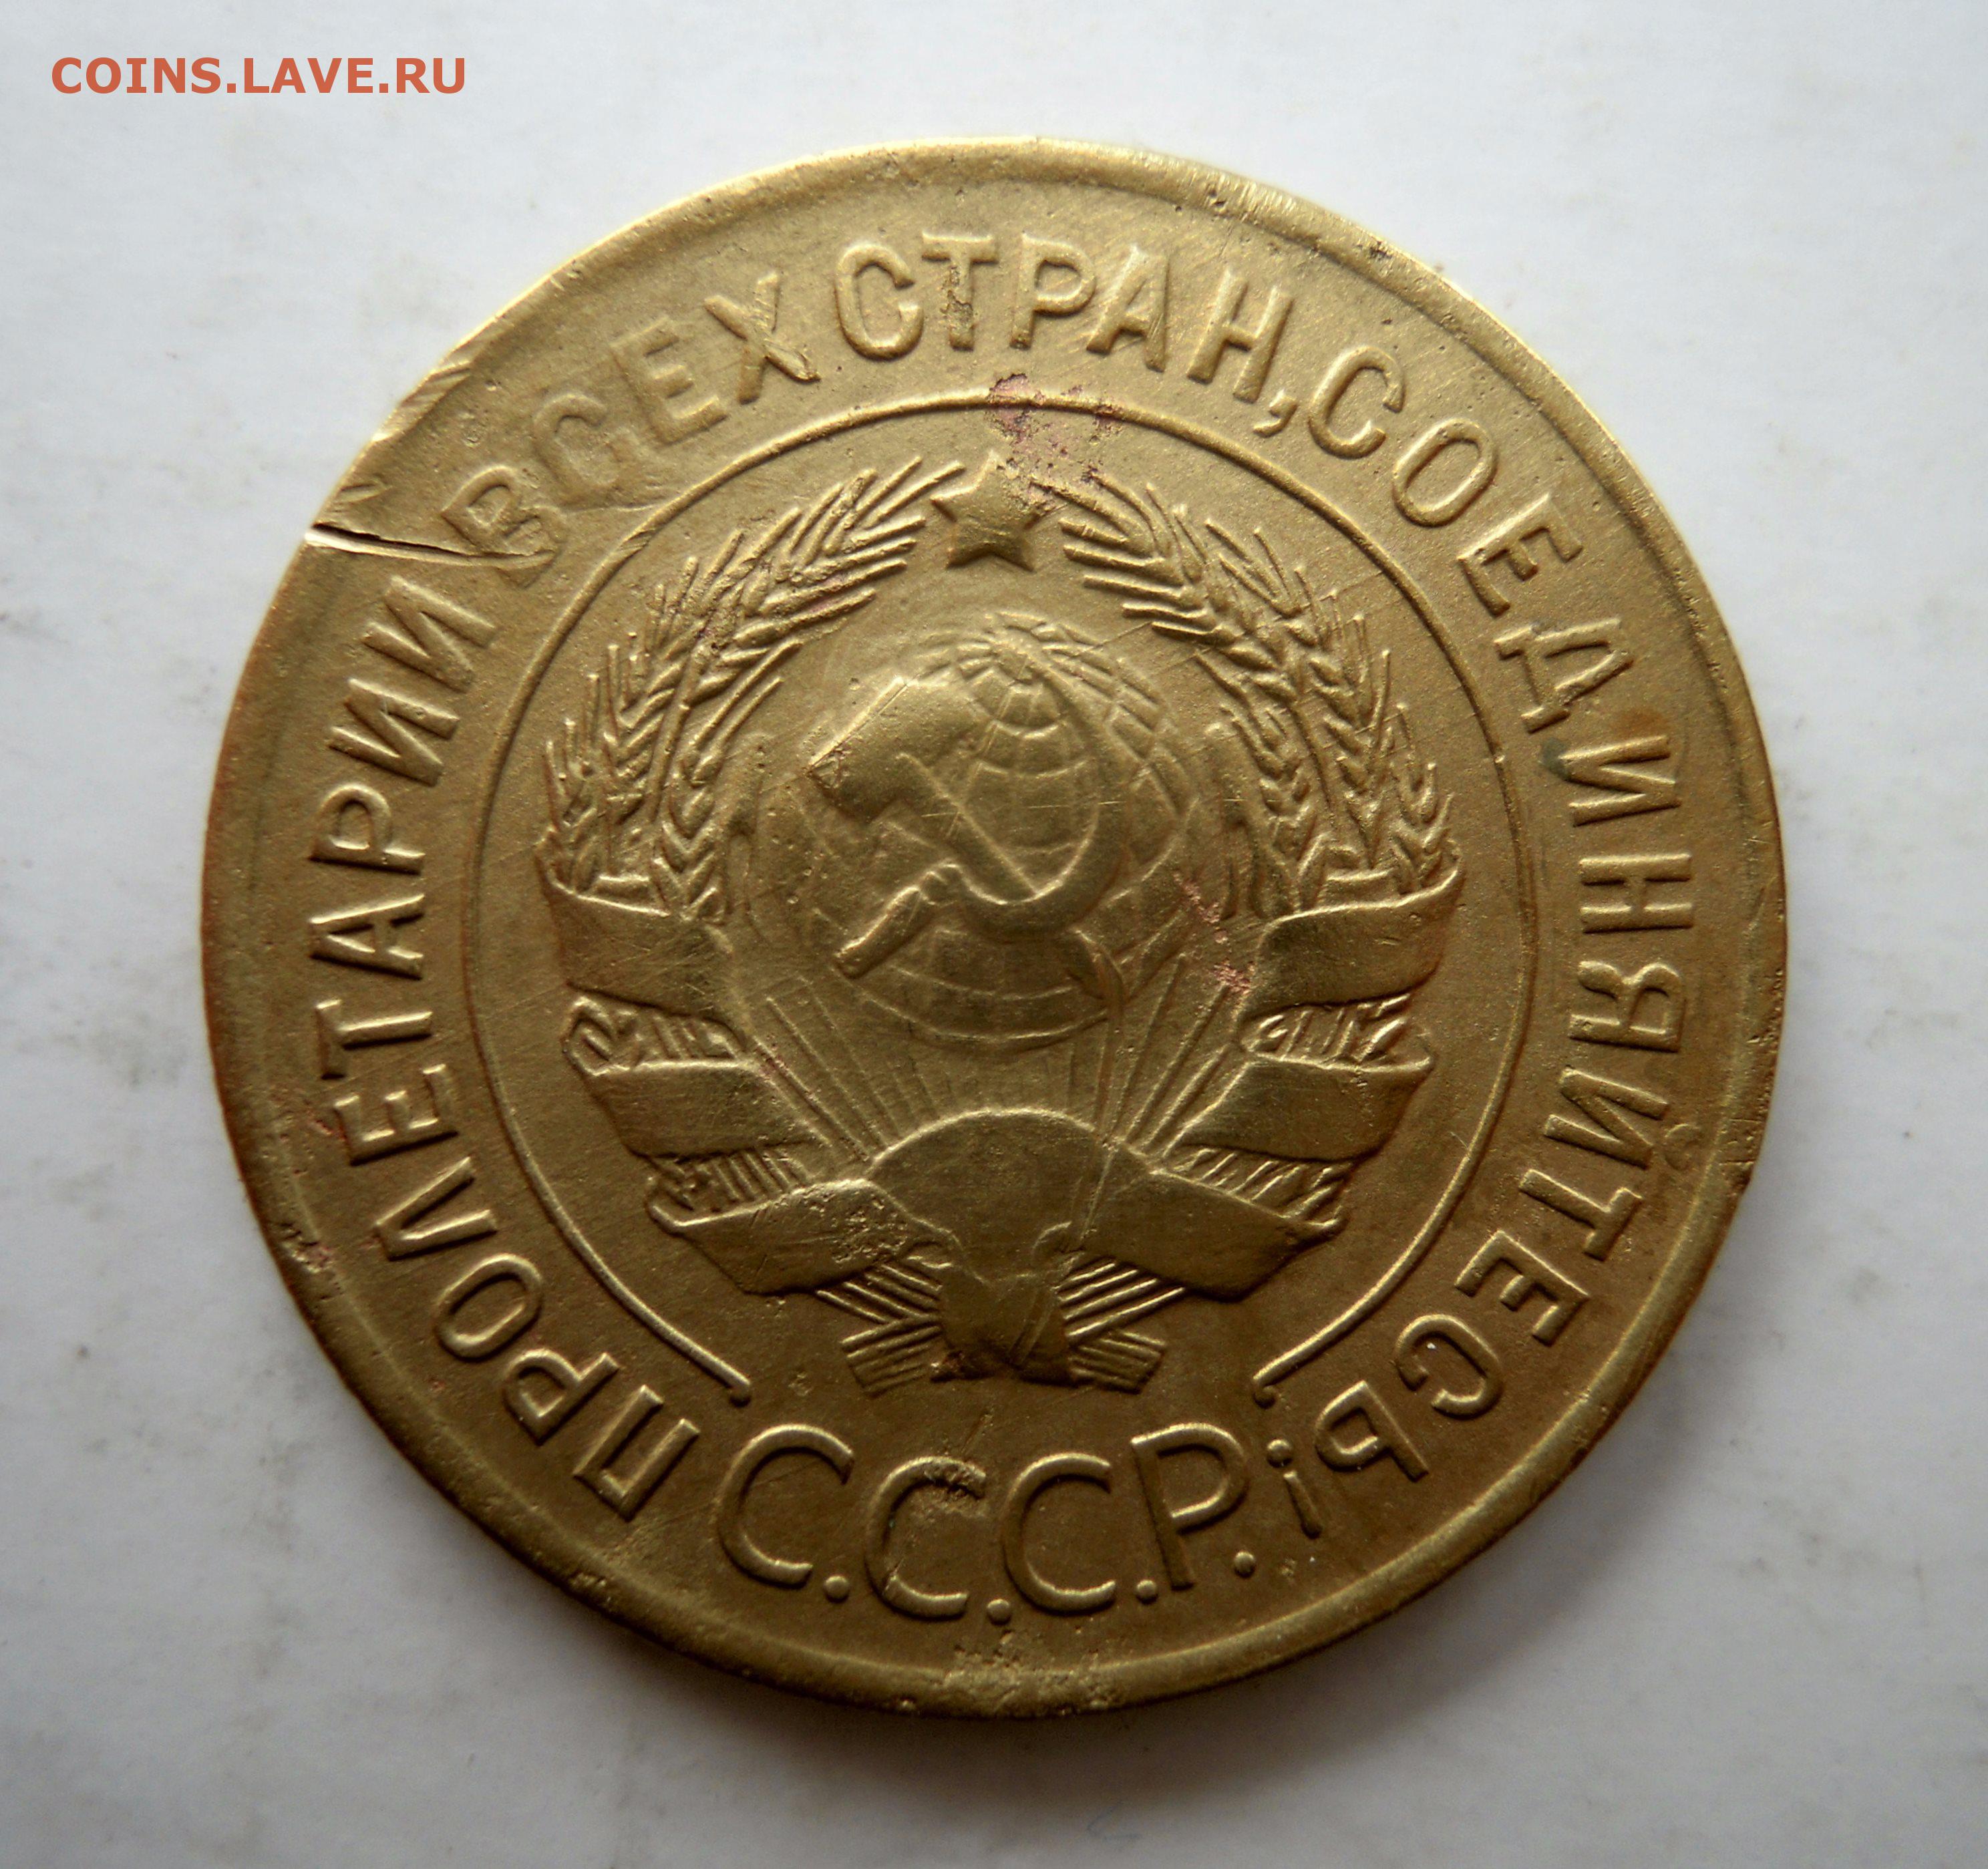 COINS.LAVE.RU
ПРОЛЕТАРИИ ВСЕХ СТРАН, СОЕДИНЯЙТЕСЬ!
С.С.С.Р.